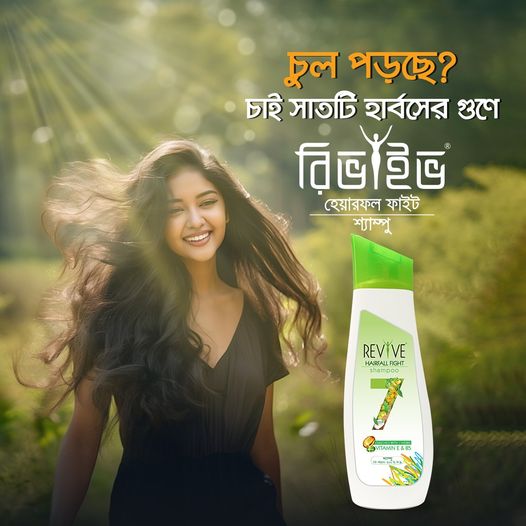 চুল পড়ছে?
চাই সাতটি হার্বসের গুণে
রিভাইভ®
হেয়ারফল ফাইট
শ্যাম্পু
REVIVE®
HAIRFALL FIGHT
shampoo
7
VITAMIN E & B5